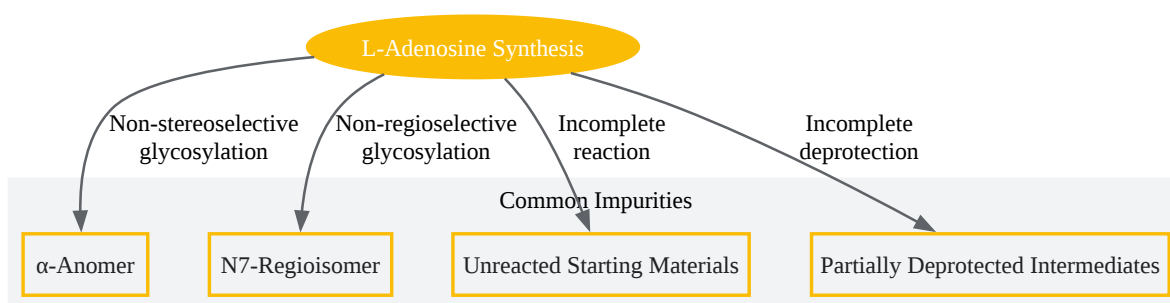 L-Adenosine Synthesis
Non-stereoselective
glycosylation
Non-regioselective
glycosylation
Incomplete
reaction
Incomplete
deprotection
Common Impurities
α-Anomer
N7-Regioisomer
Unreacted Starting Materials
Partially Deprotected Intermediates